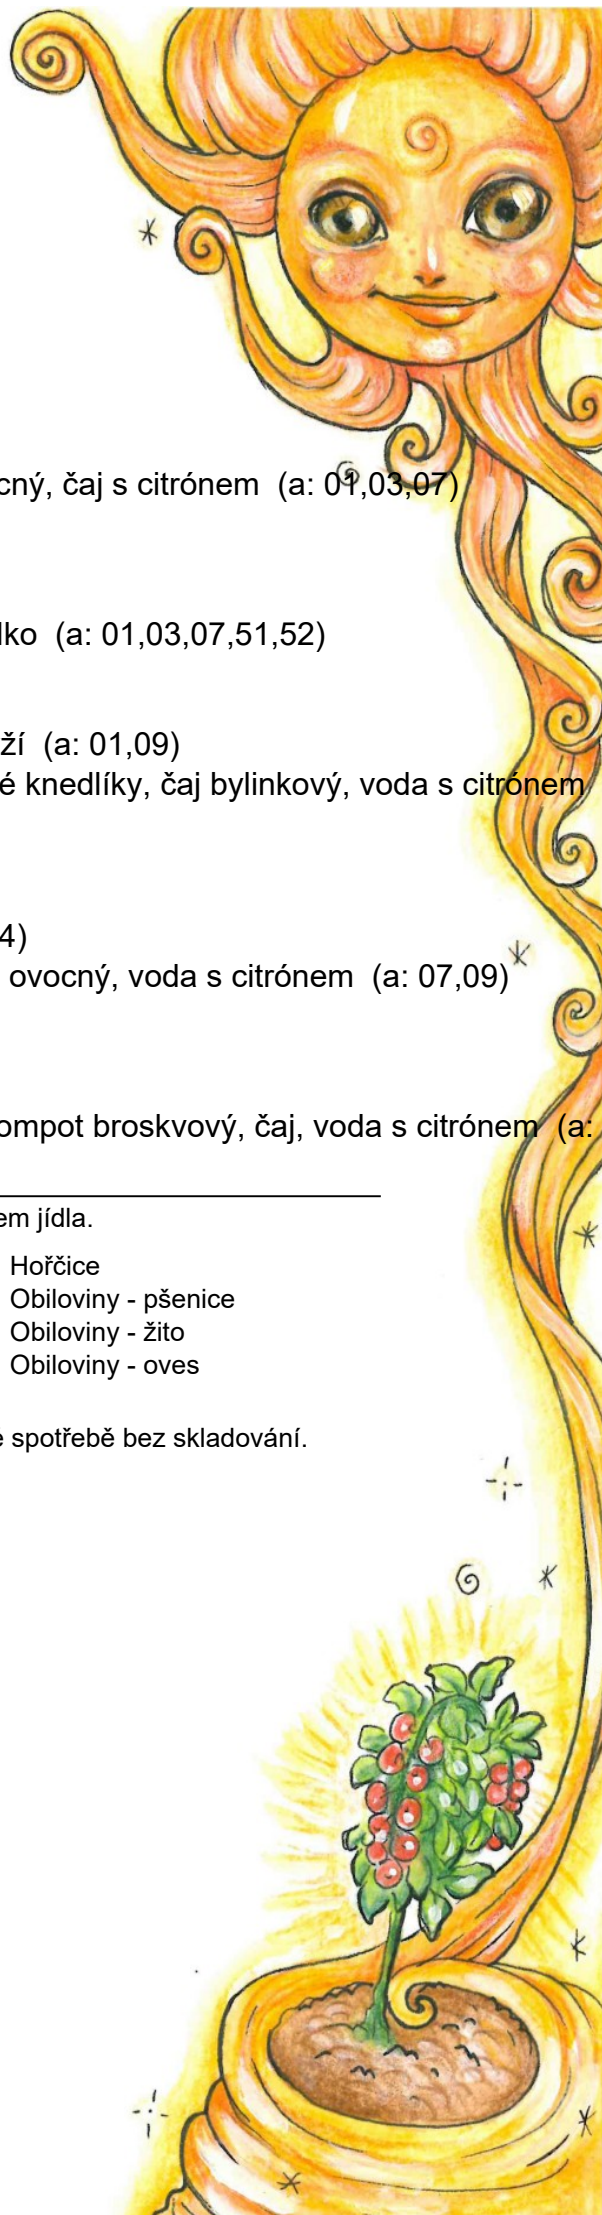 cný, čaj s citrónem (a: 01,03,07)
lko (a: 01,03,07,51,52)
ží (a: 01,09)
é knedlíky, čaj bylinkový, voda s citrónem
4)
ovocný, voda s citrónem (a: 07,09)
ompot broskvový, čaj, voda s citrónem (a:
em jídla.
Hořčice
Obiloviny - pšenice
Obiloviny - žito
Obiloviny - oves
é spotřebě bez skladování.